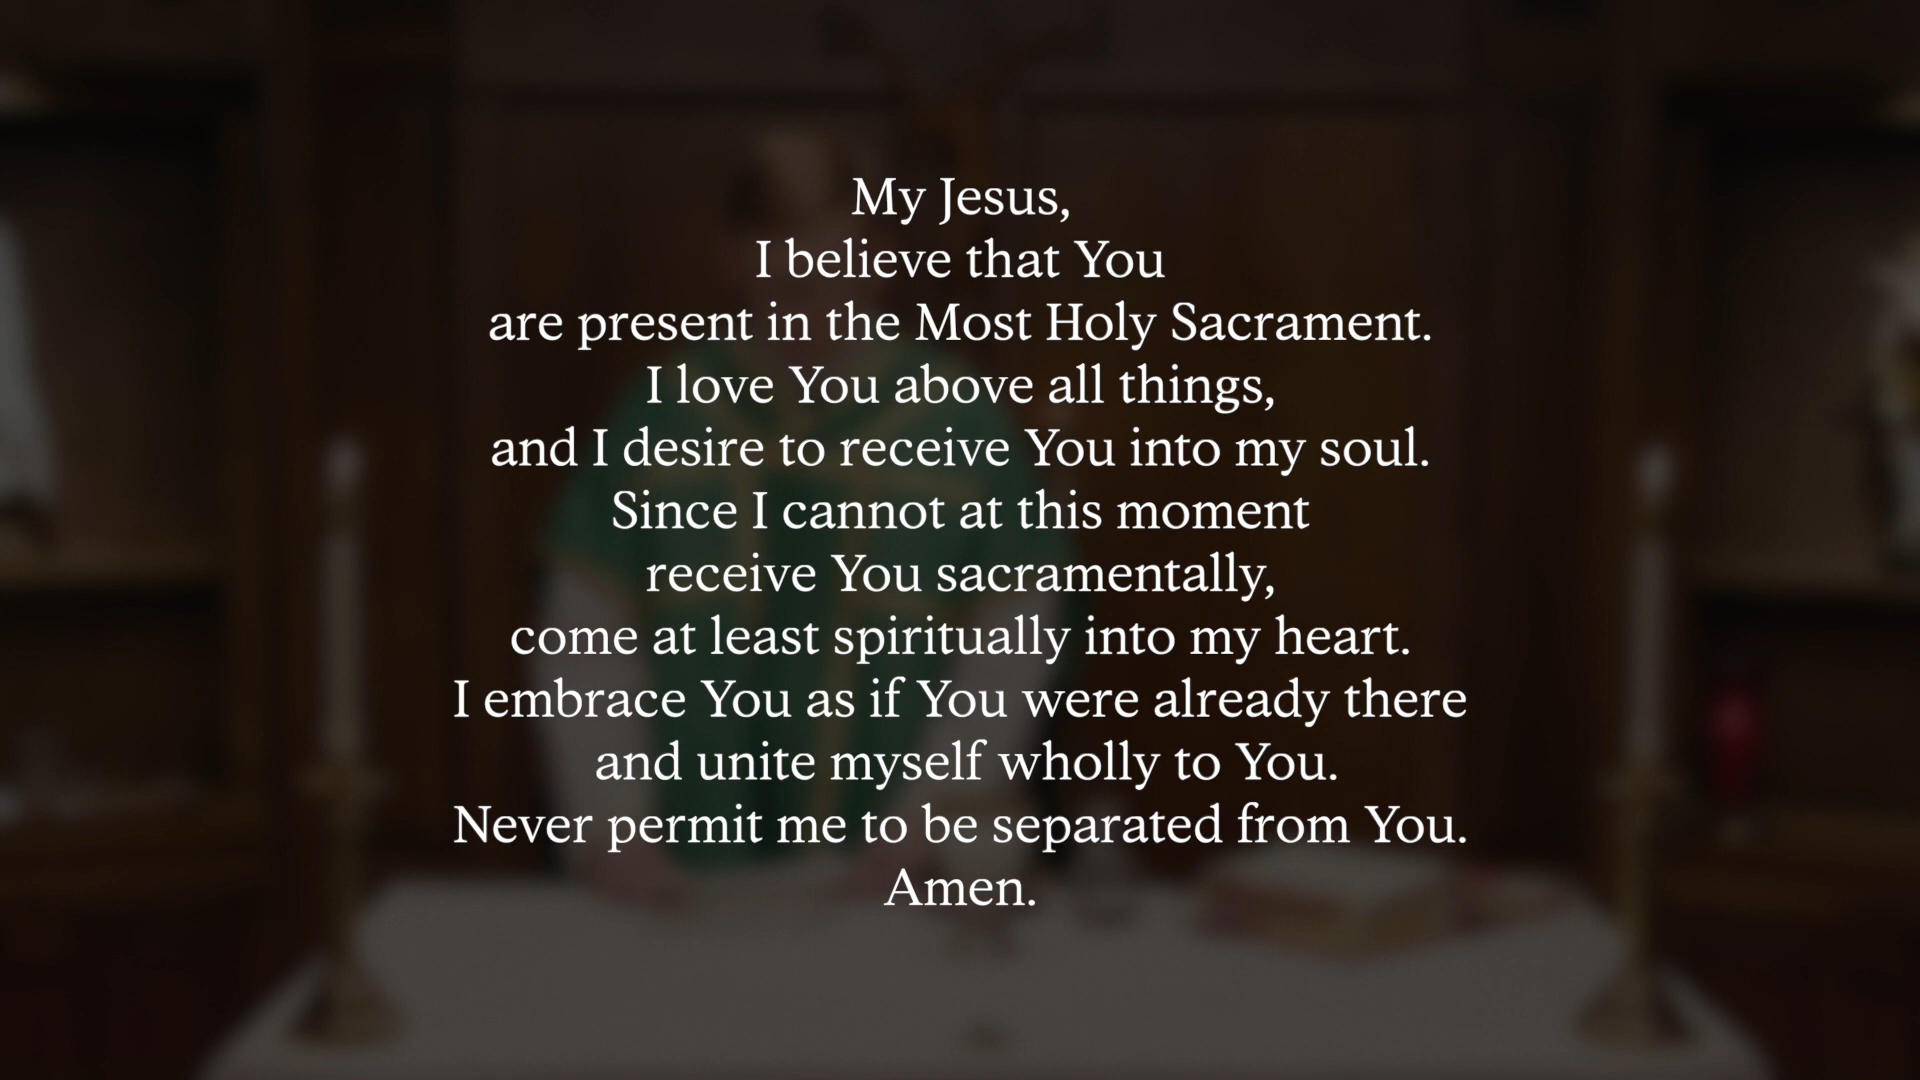 My Jesus,
I believe that You
are present in the Most Holy Sacrament.
I love You above all things,
and I desire to receive You into my soul.
Since I cannot at this moment
receive You sacramentally,
come at least spiritually into my heart.
I embrace You as if You were already there
and unite myself wholly to You.
Never permit me to be separated from You.
Amen.